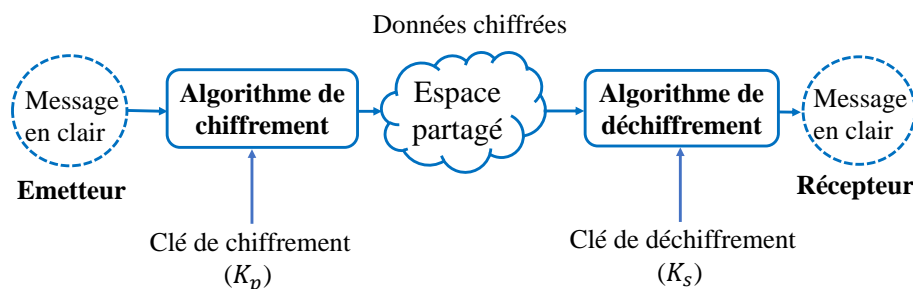 Données chiffrées
Message
en clair
Emetteur
Algorithme de
chiffrement
Espace
partagé
Algorithme de
déchiffrement
Message
en clair
Récepteur
Clé de chiffrement
(K_p)
Clé de déchiffrement
(K_s)